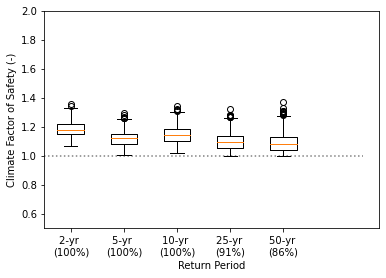 2.0
1.8
1.6
1.4
1.2
1.0
0.8
0.6
Climate Factor of Safety (-)
2-yr 5-yr 10-yr 25-yr 50-yr
(100%) (100%) (100%) (91%) (86%)
Return Period